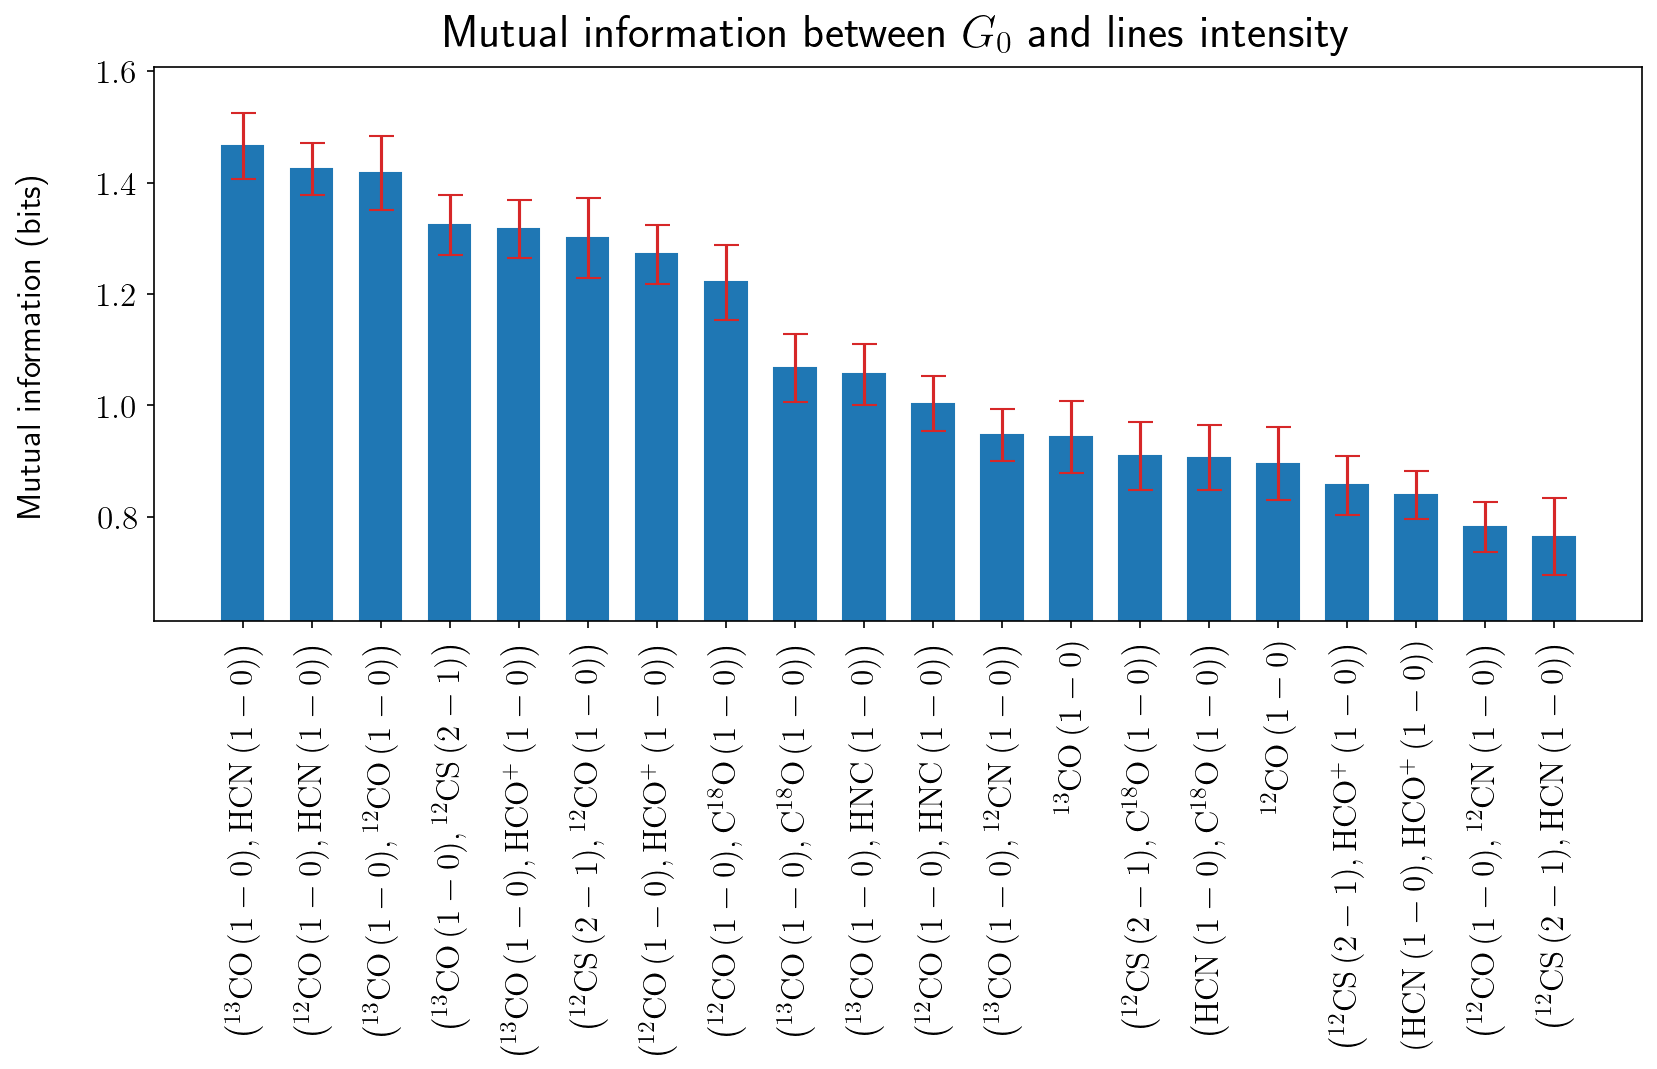 Mutual information between G₀ and lines intensity
Mutual information (bits)
1.6
1.4
1.2
1.0
0.8
(¹³CO (1 − 0), HCN (1 − 0))
(¹²CO (1 − 0), HCN (1 − 0))
(¹³CO (1 − 0), ¹²CO (1 − 0))
(¹³CO (1 − 0), ¹²CS (2 − 1))
(¹³CO (1 − 0), HCO⁺ (1 − 0))
(¹²CS (2 − 1), ¹²CO (1 − 0))
(¹²CO (1 − 0), HCO⁺ (1 − 0))
(¹²CO (1 − 0), C¹⁸O (1 − 0))
(¹³CO (1 − 0), C¹⁸O (1 − 0))
(¹³CO (1 − 0), HNC (1 − 0))
(¹²CO (1 − 0), HNC (1 − 0))
(¹³CO (1 − 0), ¹²CN (1 − 0))
¹³CO (1 − 0)
(¹²CS (2 − 1), C¹⁸O (1 − 0))
(HCN (1 − 0), C¹⁸O (1 − 0))
¹²CO (1 − 0)
(¹²CS (2 − 1), HCO⁺ (1 − 0))
(HCN (1 − 0), HCO⁺ (1 − 0))
(¹²CO (1 − 0), ¹²CN (1 − 0))
(¹²CS (2 − 1), HCN (1 − 0))